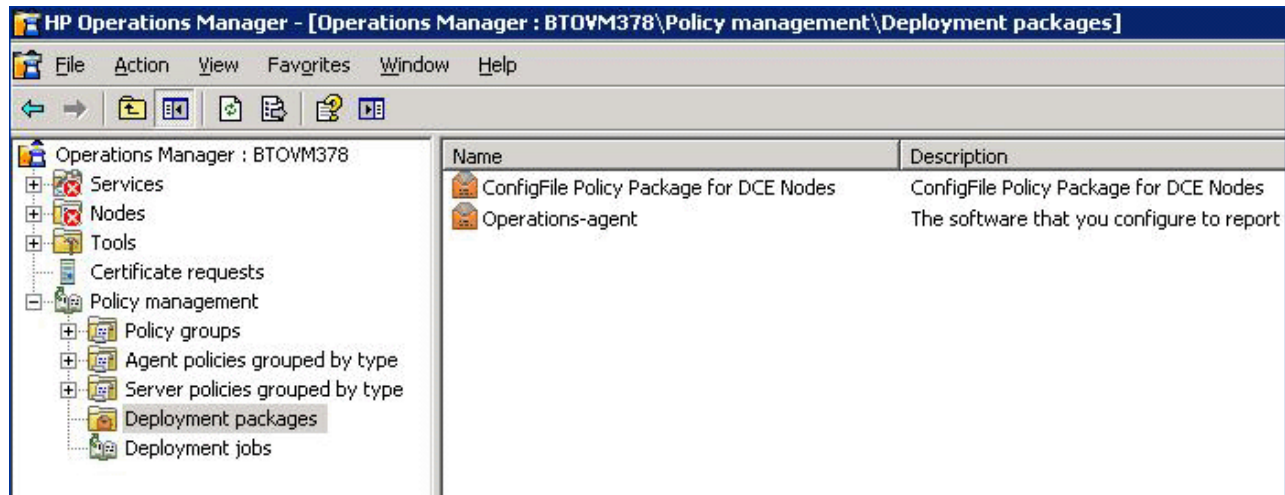 HP Operations Manager - [Operations Manager : BTOVM378\Policy management\Deployment packages]
File Action View Favorites Window Help
Operations Manager : BTOVM378
Services
Nodes
Tools
Certificate requests
Policy management
Policy groups
Agent policies grouped by type
Server policies grouped by type
Deployment packages
Deployment jobs
Name Description
ConfigFile Policy Package for DCE Nodes ConfigFile Policy Package for DCE Nodes
Operations-agent The software that you configure to report